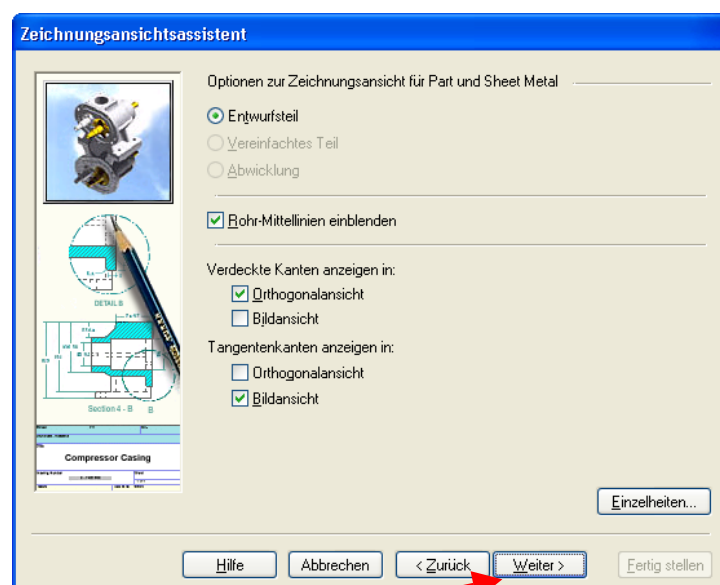 Zeichnungsansichtsassistent
Optionen zur Zeichnungsansicht für Part und Sheet Metal
Entwurfsteil
Vereinfachtes Teil
Abwicklung
Rohr-Mittellinien einblenden
Verdeckte Kanten anzeigen in:
Orthogonalansicht
Bildansicht
Tangentenkanten anzeigen in:
Orthogonalansicht
Bildansicht
DETAIL B
Section 4 - B B
Compressor Casing
Einzelheiten...
Hilfe Abbrechen < Zurück Weiter > Fertig stellen